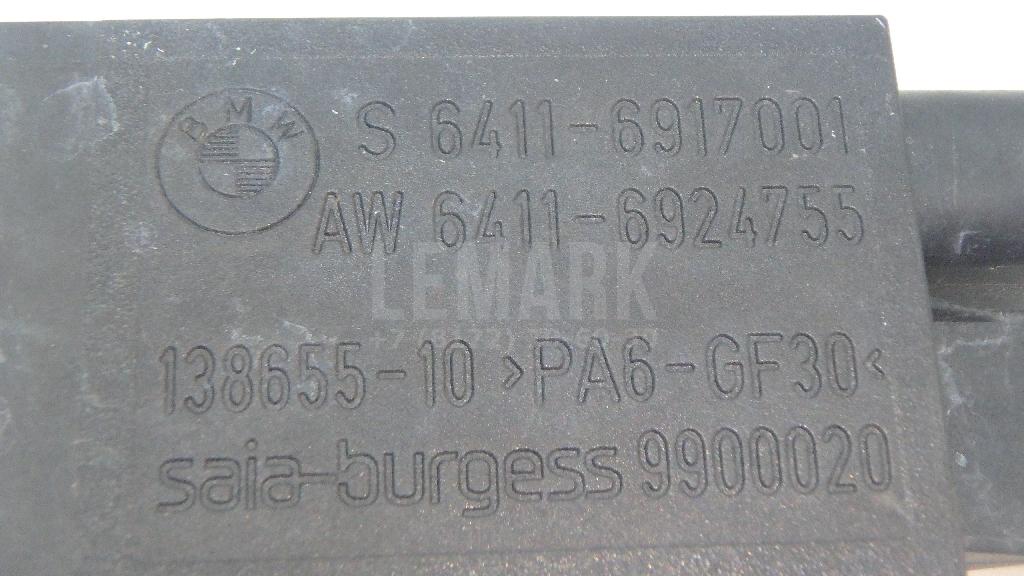 BMW
S 6411-6917001
AW 6411-6924755
LEMARK
138655-10 >PA6-GF30<
saia-burgess 9900020